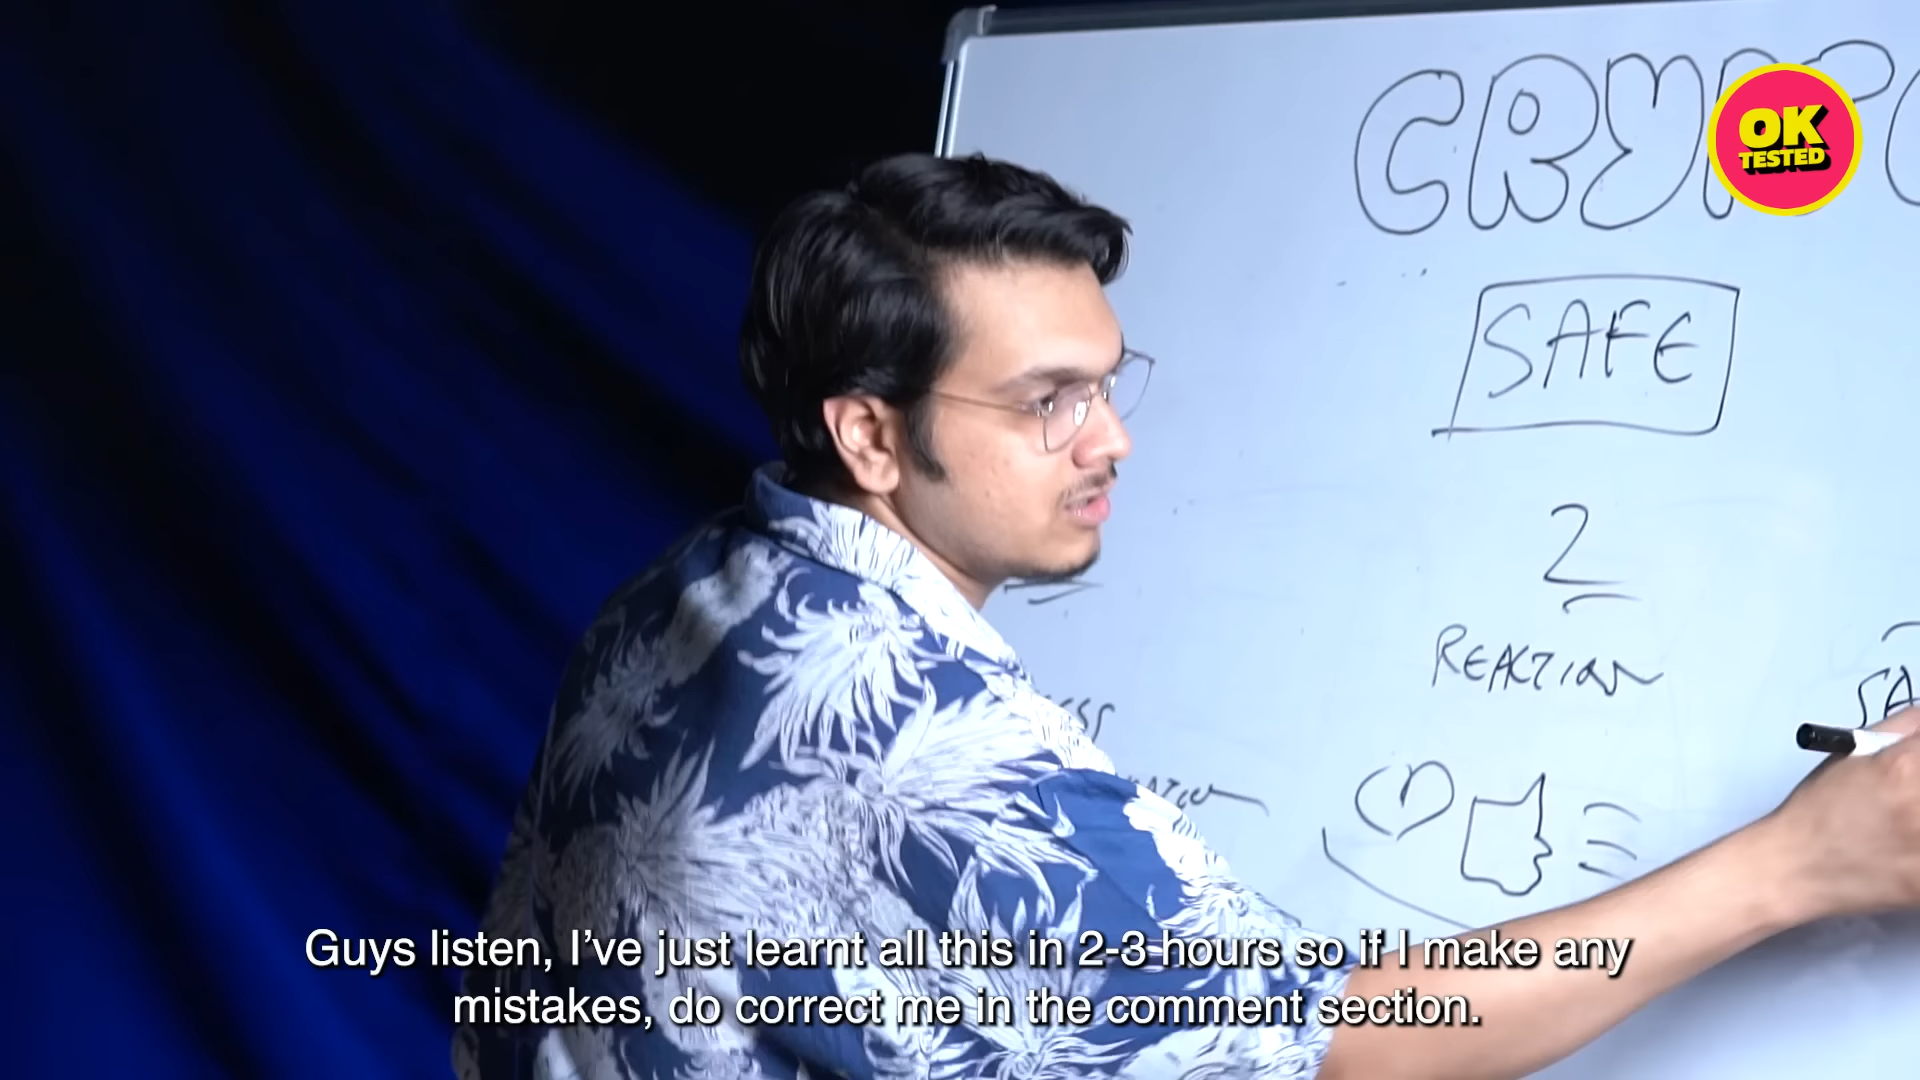 OK
TESTED
SAFE
2
REACTION
Guys listen, I've just learnt all this in 2-3 hours so if I make any
mistakes, do correct me in the comment section.